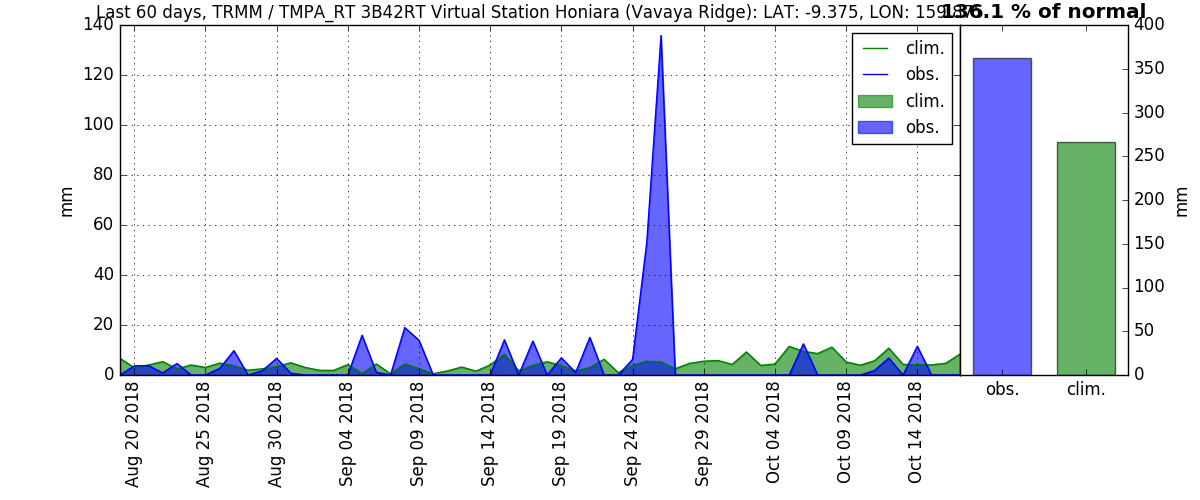 Last 60 days, TRMM / TMPA_RT 3B42RT Virtual Station Honiara (Vavaya Ridge): LAT: -9.375, LON:
136.1 % of normal
140
120
100
80
60
40
20
0
mm
clim.
obs.
clim.
obs.
400
350
300
250
200
150
100
50
0
mm
obs.
clim.
Aug 20 2018
Aug 25 2018
Aug 30 2018
Sep 04 2018
Sep 09 2018
Sep 14 2018
Sep 19 2018
Sep 24 2018
Sep 29 2018
Oct 04 2018
Oct 09 2018
Oct 14 2018